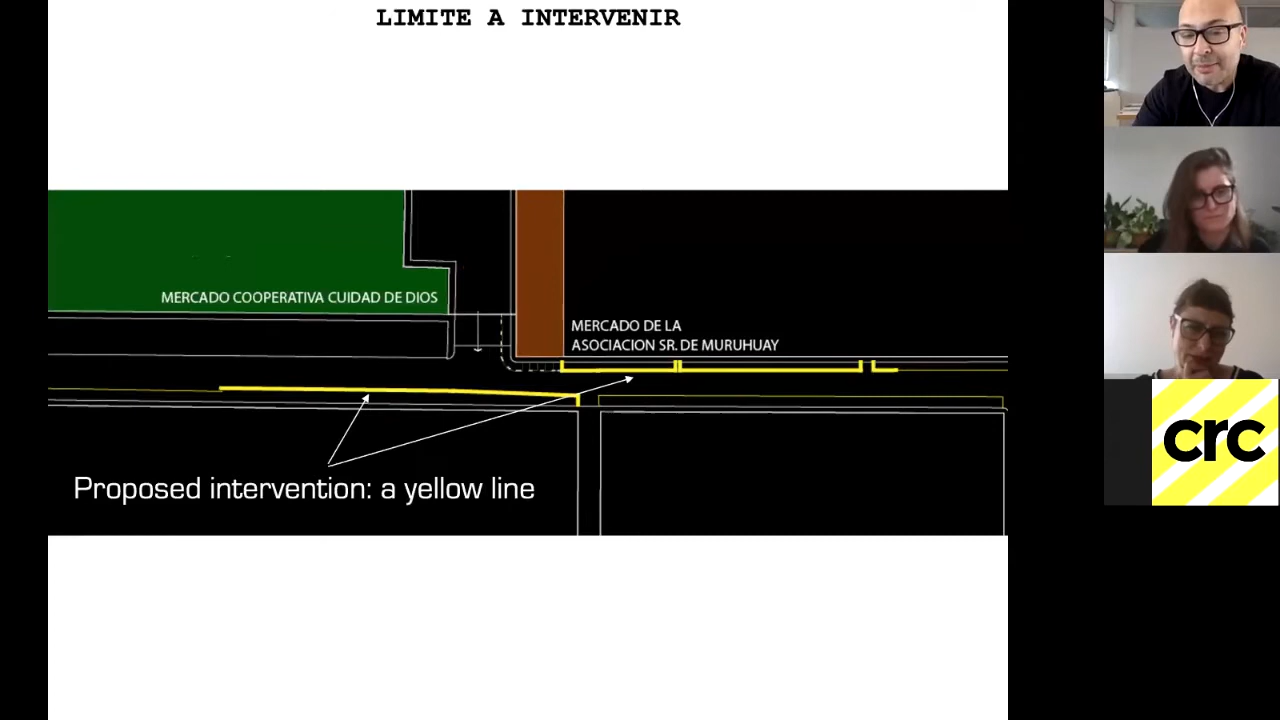 LIMITE A INTERVENIR
MERCADO COOPERATIVA CUIDAD DE DIOS
MERCADO DE LA
ASOCIACION SR. DE MURUHUAY
Proposed intervention: a yellow line
crc